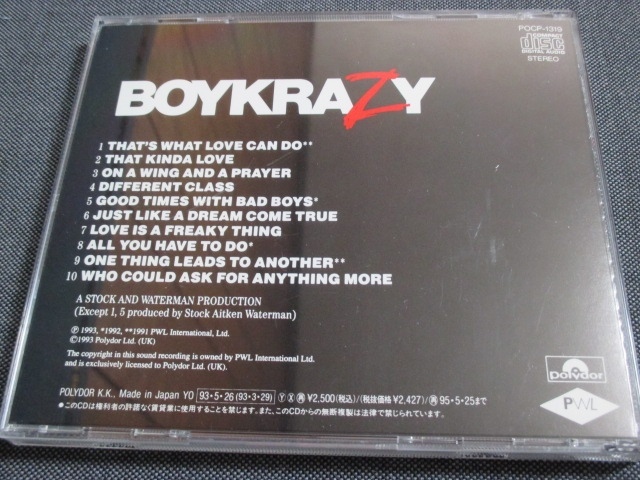 POCP-1319
COMPACT
disc
DIGITAL AUDIO
STEREO
BOYKRAZY
1 THAT'S WHAT LOVE CAN DO**
2 THAT KINDA LOVE
3 ON A WING AND A PRAYER
4 DIFFERENT CLASS
5 GOOD TIMES WITH BAD BOYS*
6 JUST LIKE A DREAM COME TRUE
7 LOVE IS A FREAKY THING
8 ALL YOU HAVE TO DO*
9 ONE THING LEADS TO ANOTHER**
10 WHO COULD ASK FOR ANYTHING MORE
A STOCK AND WATERMAN PRODUCTION
(Except 1, 5 produced by Stock Aitken Waterman)
℗ 1993, *1992, **1991 PWL International, Ltd.
©1993 Polydor Ltd. (UK)
The copyright in this sound recording is owned by PWL International, Ltd.
and is exclusively licensed to Polydor Ltd. (UK).
polydor
PWL
POLYDOR K.K., Made in Japan YO 93・5・26 (93・3・29) Ⓨ Ⓧ 再 ¥2,500(税込)/(税抜価格 ¥2,427)/再 95・5・25まで
●このCDは権利者の許諾なく賃貸業に使用することを禁じます。また、このCDからの無断複製は法律で禁じられています。